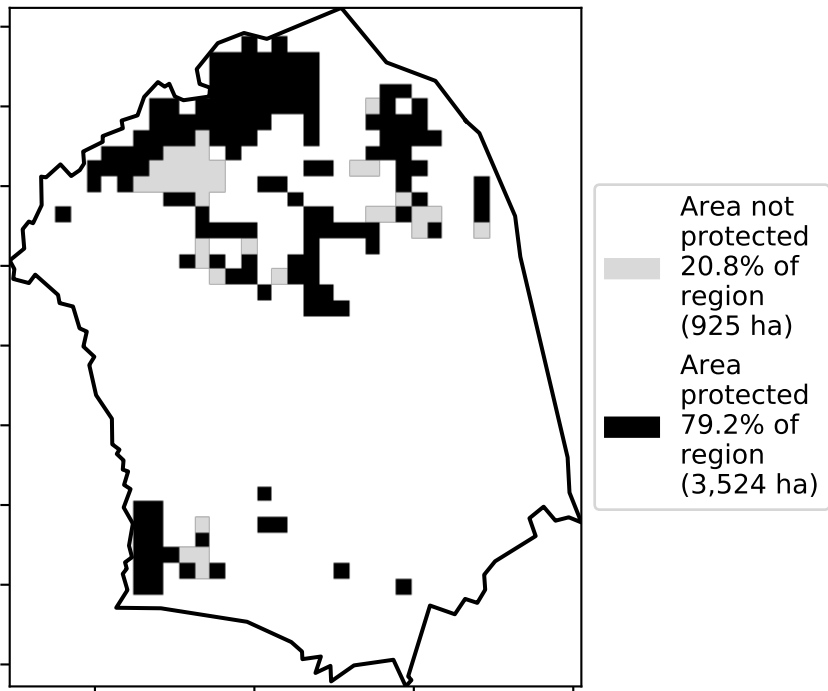 Area not
protected
20.8% of
region
(925 ha)
Area
protected
79.2% of
region
(3,524 ha)